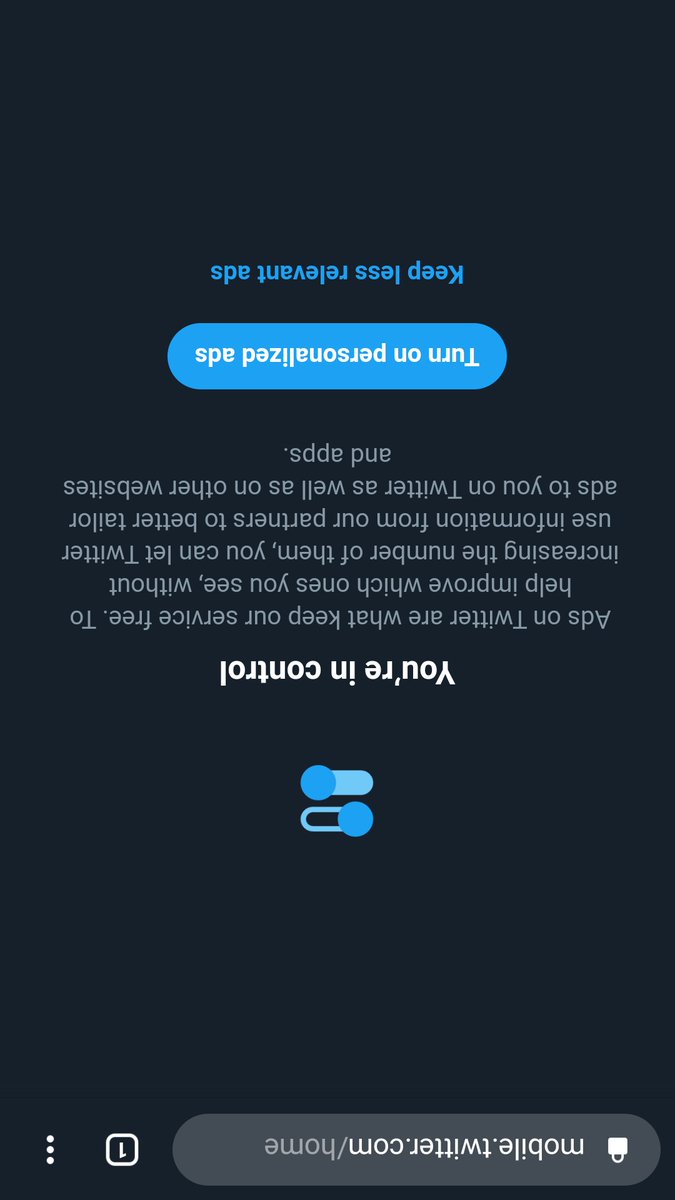 mobile.twitter.com/home
1
You're in control
Ads on Twitter are what keep our service free. To
help improve which ones you see, without
increasing the number of them, you can let Twitter
use information from our partners to better tailor
ads to you on Twitter as well as on other websites
and apps.
Turn on personalized ads
Keep less relevant ads